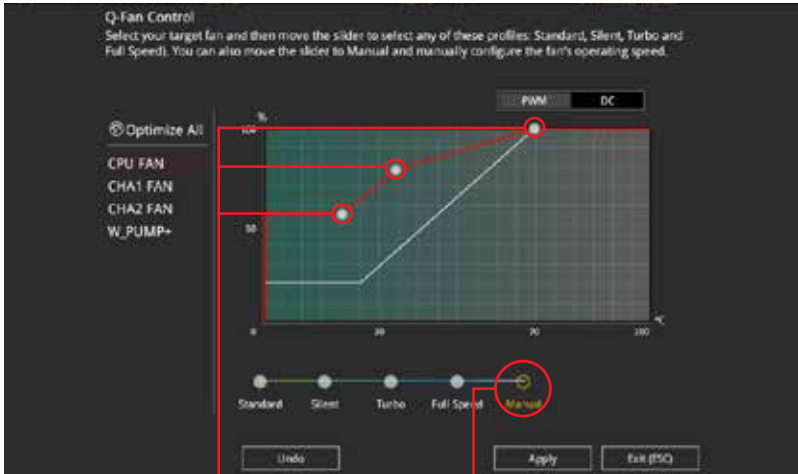 Q-Fan Control
Select your target fan and then move the slider to select any of these profiles: Standard, Silent, Turbo and
Full Speed). You can also move the slider to Manual and manually configure the fan's operating speed.
PWM DC
%
Optimize All
100
CPU FAN
CHA1 FAN
CHA2 FAN
50
W_PUMP+
°C
0 30 70 100
Standard Silent Turbo Full Speed Manual
Undo Apply Exit (ESC)